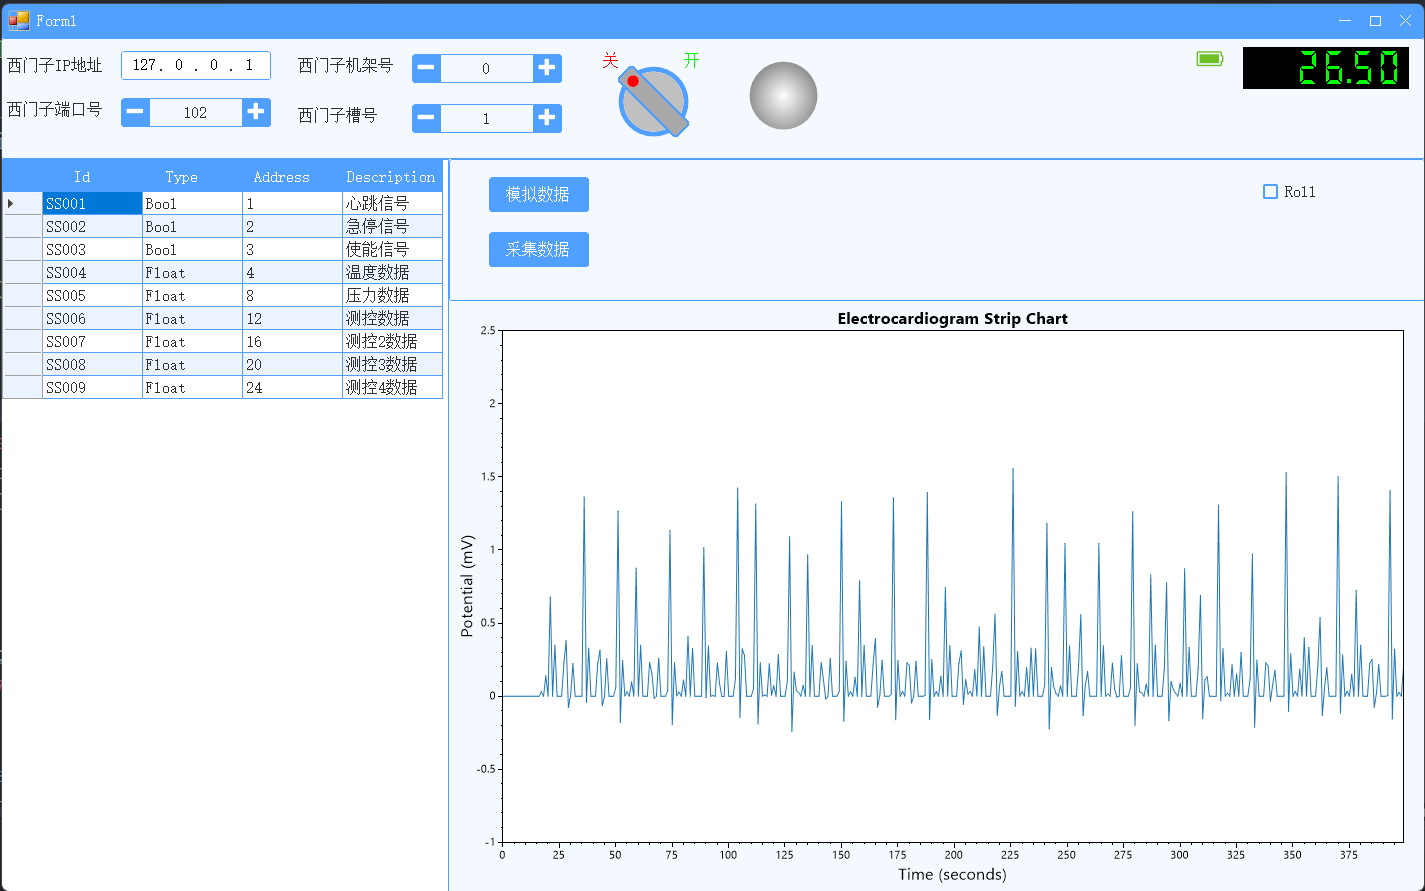 Form1
西门子IP地址 127. 0 . 0 . 1 西门子机架号 0 关 开 26.50
西门子端口号 102 西门子槽号 1
Id Type Address Description
SS001 Bool 1 心跳信号
SS002 Bool 2 急停信号
SS003 Bool 3 使能信号
SS004 Float 4 温度数据
SS005 Float 8 压力数据
SS006 Float 12 测控数据
SS007 Float 16 测控2数据
SS008 Float 20 测控3数据
SS009 Float 24 测控4数据
模拟数据
Roll
采集数据
Electrocardiogram Strip Chart
2.5
2
1.5
1
0.5
0
-0.5
-1
Potential (mV)
0 25 50 75 100 125 150 175 200 225 250 275 300 325 350 375
Time (seconds)